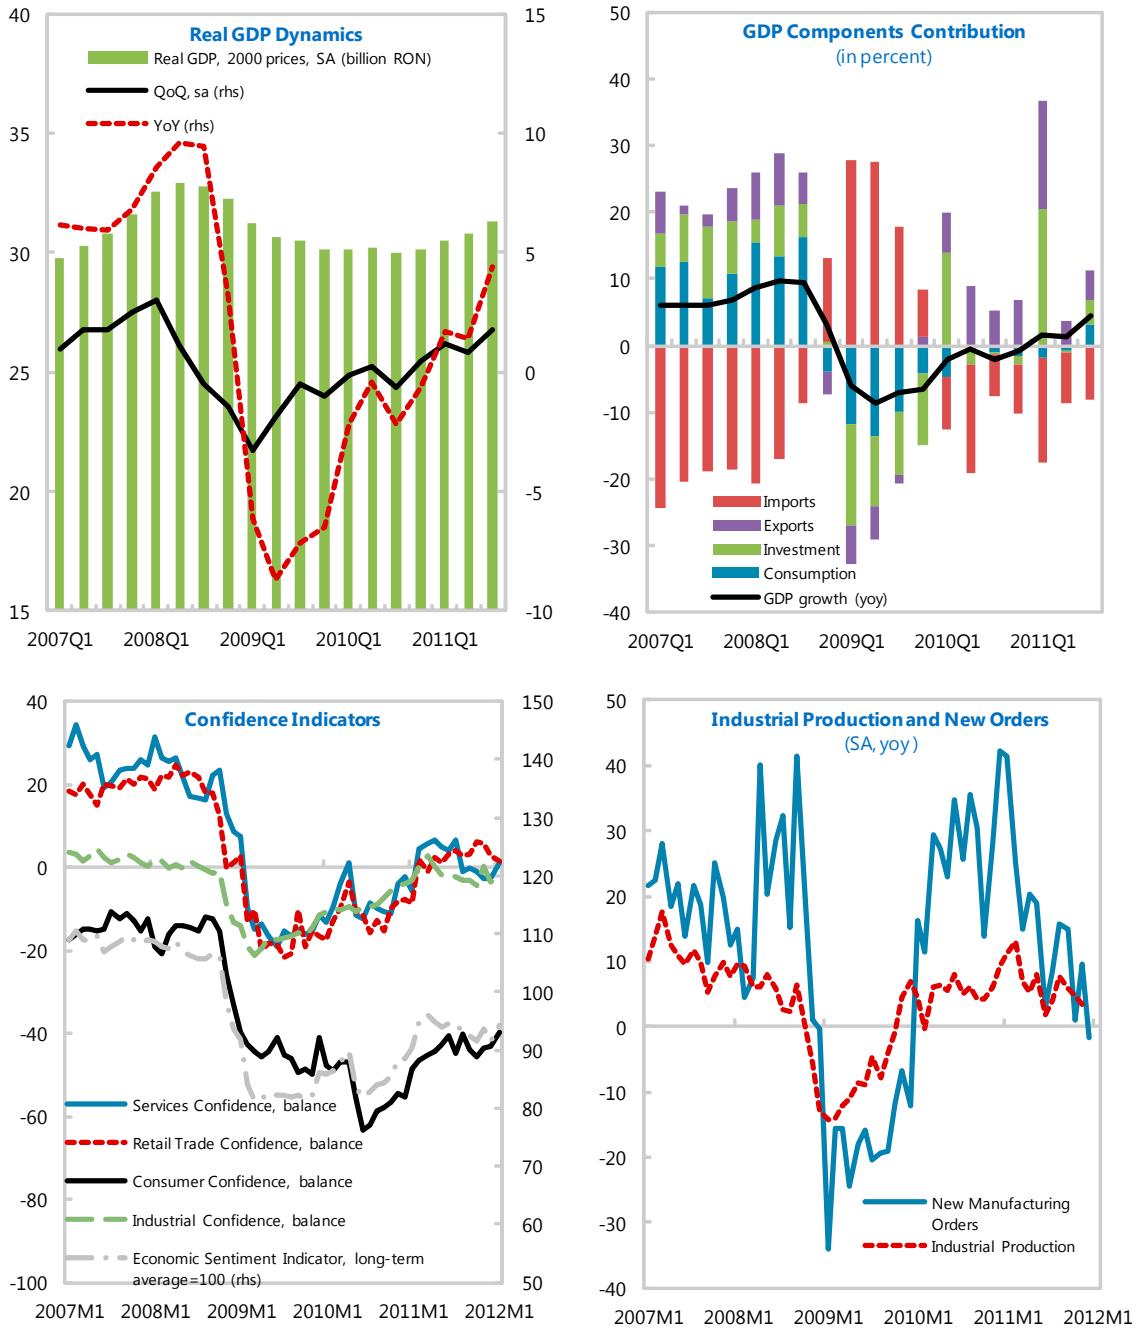 Real GDP Dynamics
Real GDP, 2000 prices, SA (billion RON)
QoQ, sa (rhs)
YoY (rhs)
40
35
30
25
20
15
15
10
5
0
-5
-10
2007Q1
2008Q1
2009Q1
2010Q1
2011Q1
GDP Components Contribution
(in percent)
50
40
30
20
10
0
-10
-20
-30
-40
Imports
Exports
Investment
Consumption
GDP growth (yoy)
2007Q1
2008Q1
2009Q1
2010Q1
2011Q1
Confidence Indicators
40
20
0
-20
-40
-60
-80
-100
150
140
130
120
110
100
90
80
70
60
50
Services Confidence, balance
Retail Trade Confidence, balance
Consumer Confidence, balance
Industrial Confidence, balance
Economic Sentiment Indicator, long-term
average=100 (rhs)
2007M1
2008M1
2009M1
2010M1
2011M1
2012M1
Industrial Production and New Orders
(SA, yoy )
50
40
30
20
10
0
-10
-20
-30
-40
New Manufacturing
Orders
Industrial Production
2007M1
2008M1
2009M1
2010M1
2011M1
2012M1